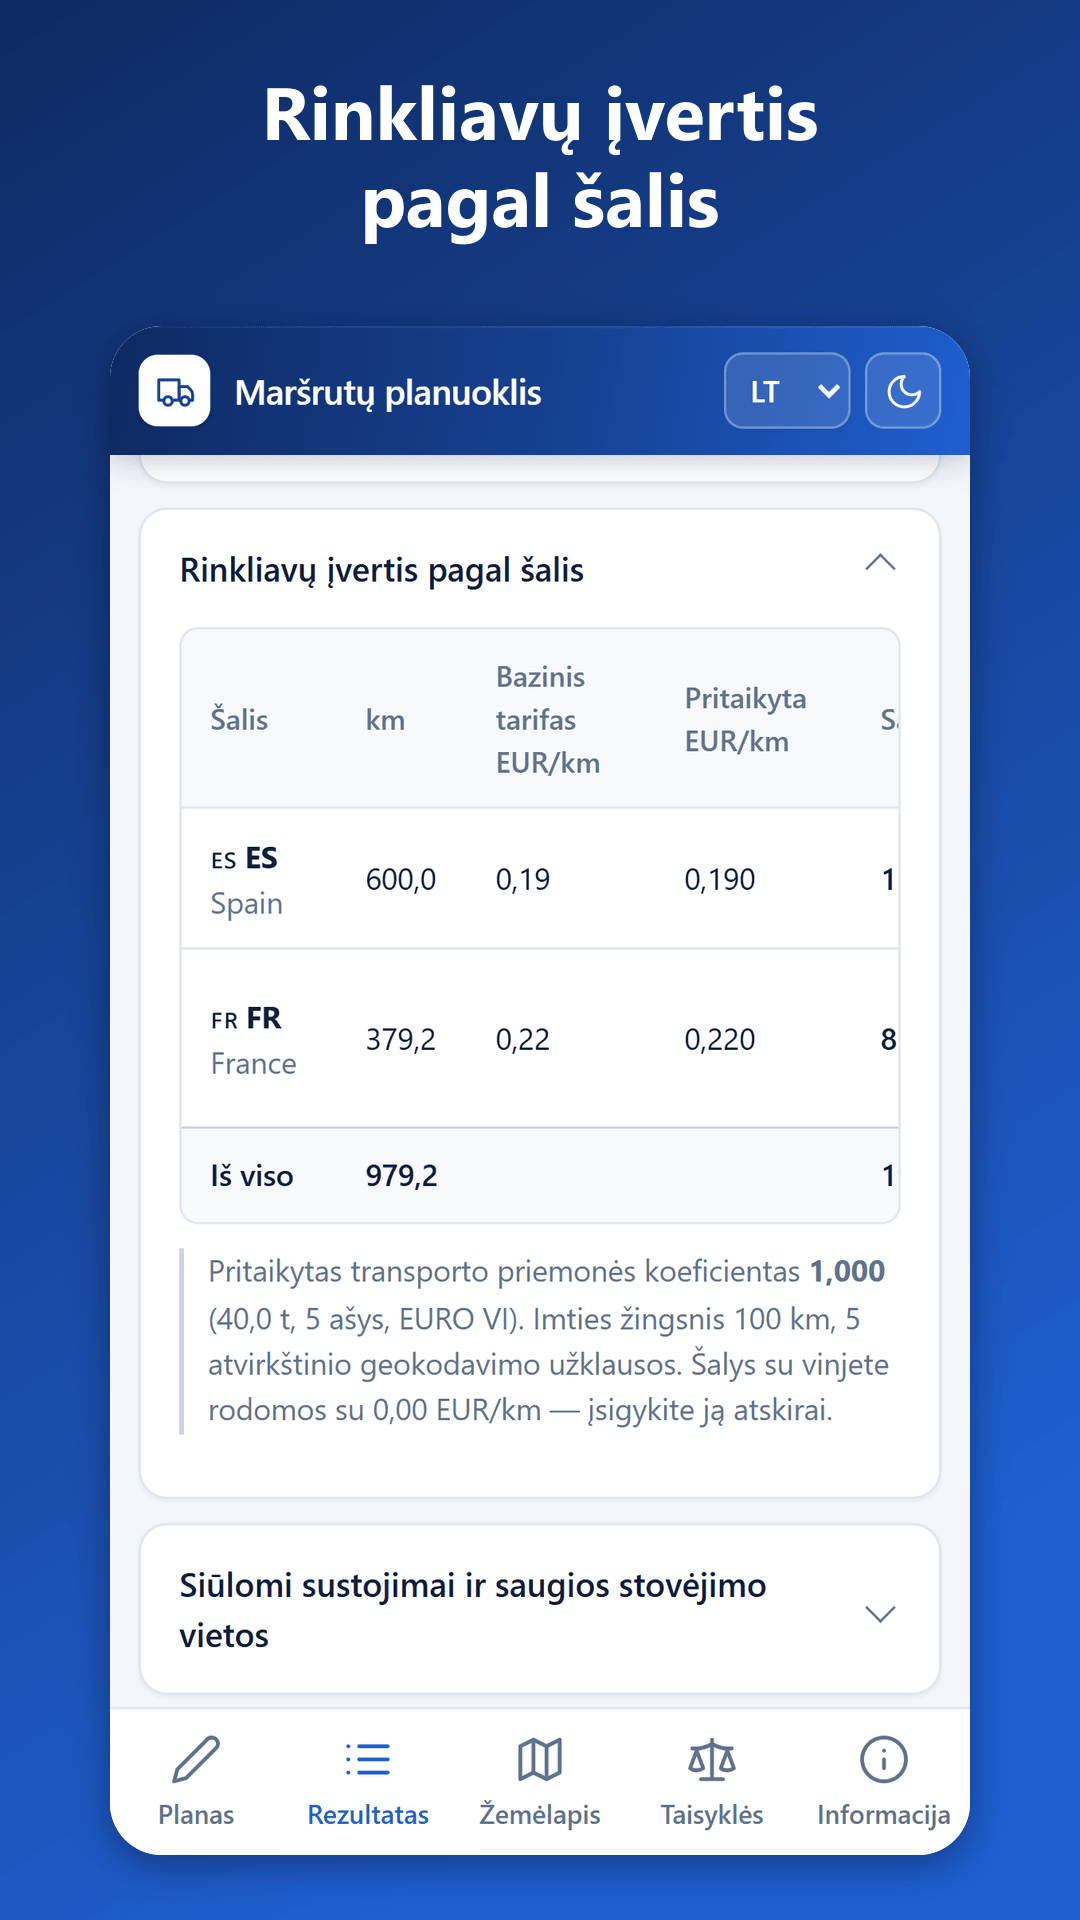 Rinkliavų įvertis
pagal šalis
Maršrutų planuoklis
LT
Rinkliavų įvertis pagal šalis
Šalis km Bazinis tarifas EUR/km Pritaikyta EUR/km
ES ES Spain 600,0 0,19 0,190 1
FR FR France 379,2 0,22 0,220 8
Iš viso 979,2 1
Pritaikytas transporto priemonės koeficientas 1,000
(40,0 t, 5 ašys, EURO VI). Imties žingsnis 100 km, 5
atvirkštinio geokodavimo užklausos. Šalys su vinjete
rodomos su 0,00 EUR/km — įsigykite ją atskirai.
Siūlomi sustojimai ir saugios stovėjimo
vietos
Planas Rezultatas Žemėlapis Taisyklės Informacija